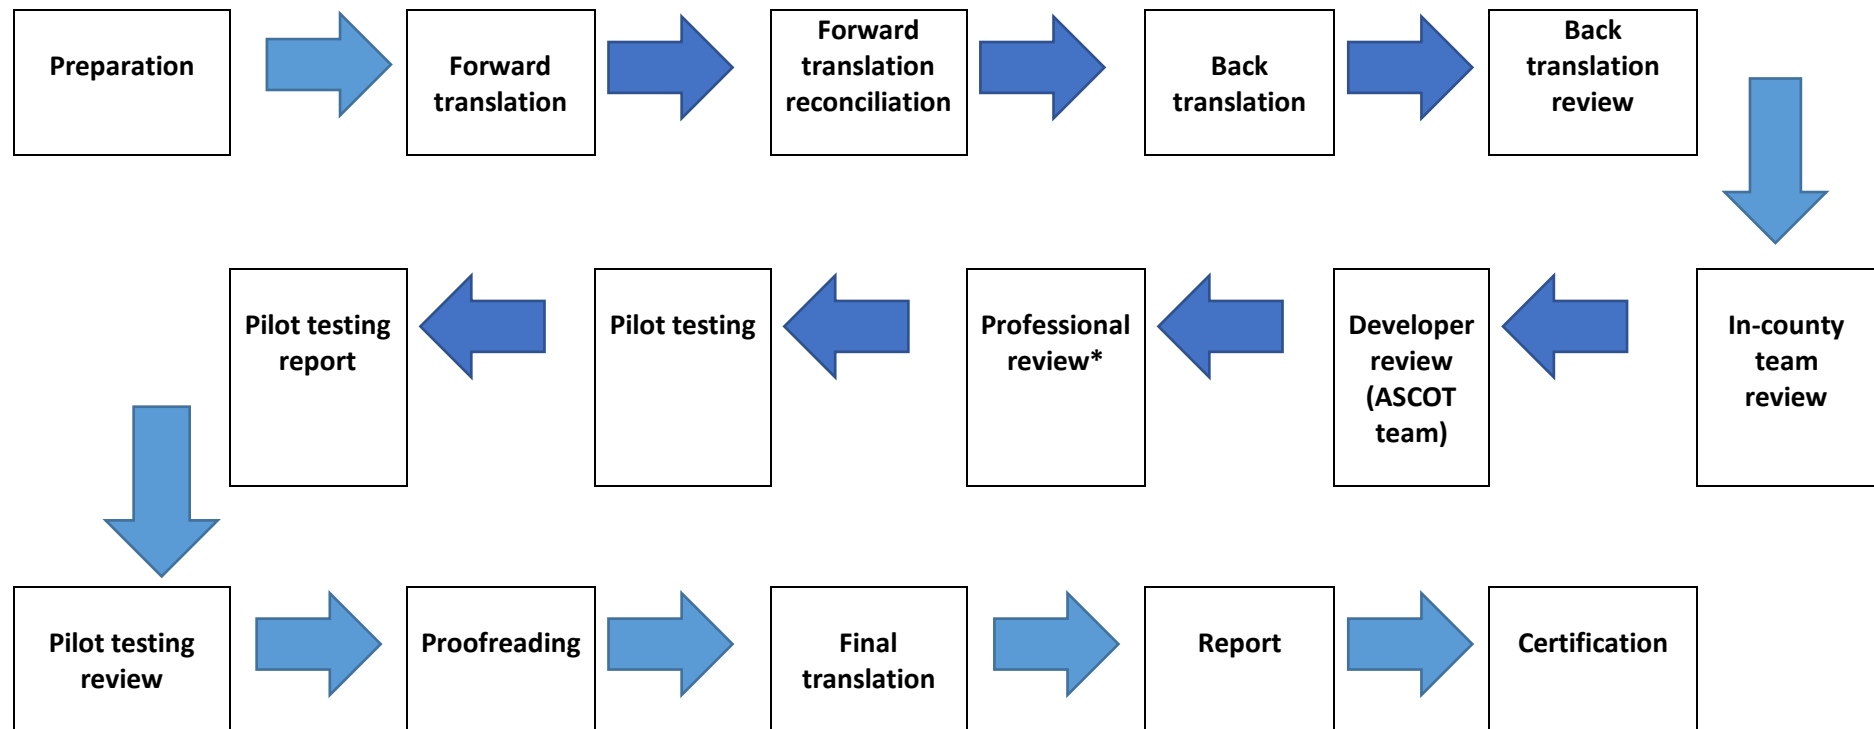 Preparation
Forward
translation
Forward
translation
reconciliation
Back
translation
Back
translation
review
In-county
team
review
Developer
review
(ASCOT
team)
Professional
review*
Pilot testing
Pilot testing
report
Pilot testing
review
Proofreading
Final
translation
Report
Certification